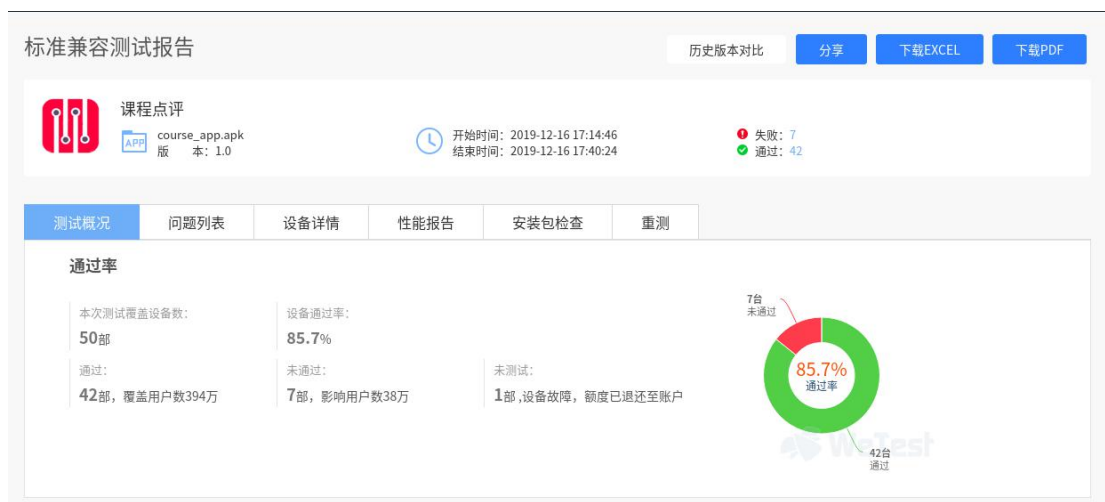 标准兼容测试报告
历史版本对比
分享
下载EXCEL
下载PDF
课程点评
APP
course_app.apk
版 本：1.0
开始时间：2019-12-16 17:14:46
结束时间：2019-12-16 17:40:24
失败：7
通过：42
测试概况
问题列表
设备详情
性能报告
安装包检查
重测
通过率
本次测试覆盖设备数：
50部
设备通过率：
85.7%
通过：
42部，覆盖用户数394万
未通过：
7部，影响用户数38万
未测试：
1部 ,设备故障，额度已退还至账户
7台
未通过
85.7%
通过率
42台
通过
WeTest